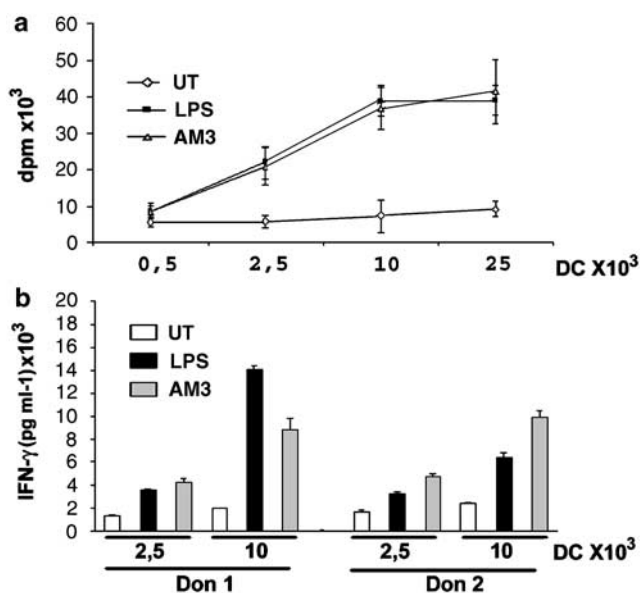 a
dpm x10³
60
50
40
30
20
10
0
UT
LPS
AM3
0,5 2,5 10 25 DC X10³
b
IFN-γ (pg ml-1) x10³
20
18
16
14
12
10
8
6
4
2
0
UT
LPS
AM3
2,5 10 2,5 10 DC X10³
Don 1 Don 2